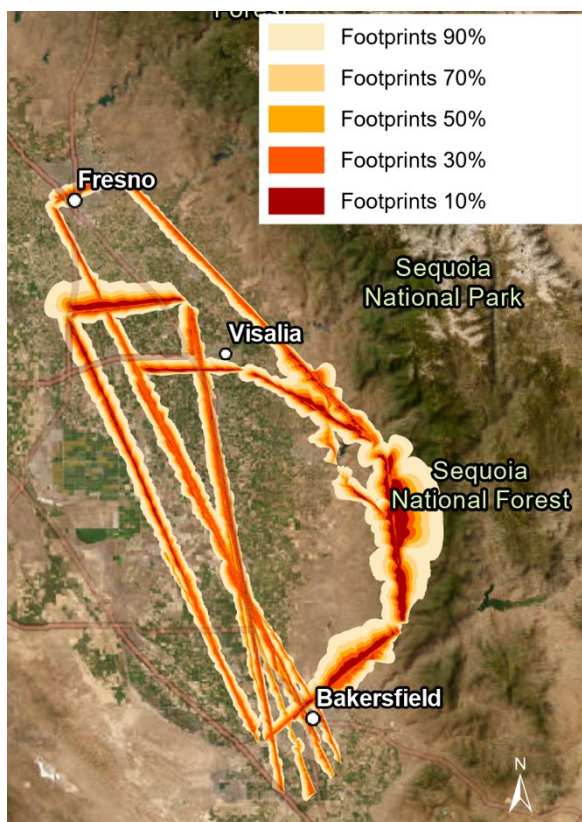 Forest
Footprints 90%
Footprints 70%
Footprints 50%
Footprints 30%
Footprints 10%
Fresno
Sequoia
National Park
Visalia
Sequoia
National Forest
Bakersfield
N